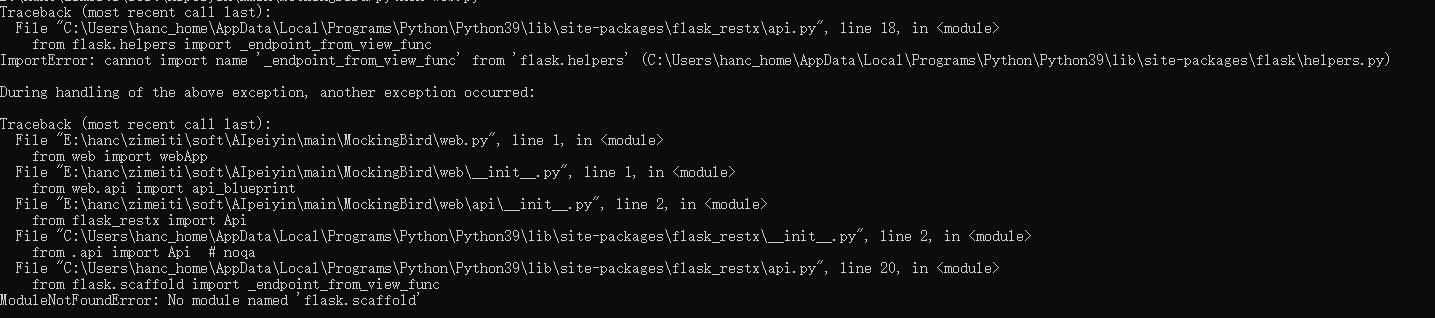 Traceback (most recent call last):
  File "C:\Users\hanc_home\AppData\Local\Programs\Python\Python39\lib\site-packages\flask_restx\api.py", line 18, in <module>
    from flask.helpers import _endpoint_from_view_func
ImportError: cannot import name '_endpoint_from_view_func' from 'flask.helpers' (C:\Users\hanc_home\AppData\Local\Programs\Python\Python39\lib\site-packages\flask\helpers.py)

During handling of the above exception, another exception occurred:

Traceback (most recent call last):
  File "E:\hanc\zimeiti\soft\AIpeiyin\main\MockingBird\web.py", line 1, in <module>
    from web import webApp
  File "E:\hanc\zimeiti\soft\AIpeiyin\main\MockingBird\web\__init__.py", line 1, in <module>
    from web.api import api_blueprint
  File "E:\hanc\zimeiti\soft\AIpeiyin\main\MockingBird\web\api\__init__.py", line 2, in <module>
    from flask_restx import Api
  File "C:\Users\hanc_home\AppData\Local\Programs\Python\Python39\lib\site-packages\flask_restx\__init__.py", line 2, in <module>
    from .api import Api  # noqa
  File "C:\Users\hanc_home\AppData\Local\Programs\Python\Python39\lib\site-packages\flask_restx\api.py", line 20, in <module>
    from flask.scaffold import _endpoint_from_view_func
ModuleNotFoundError: No module named 'flask.scaffold'